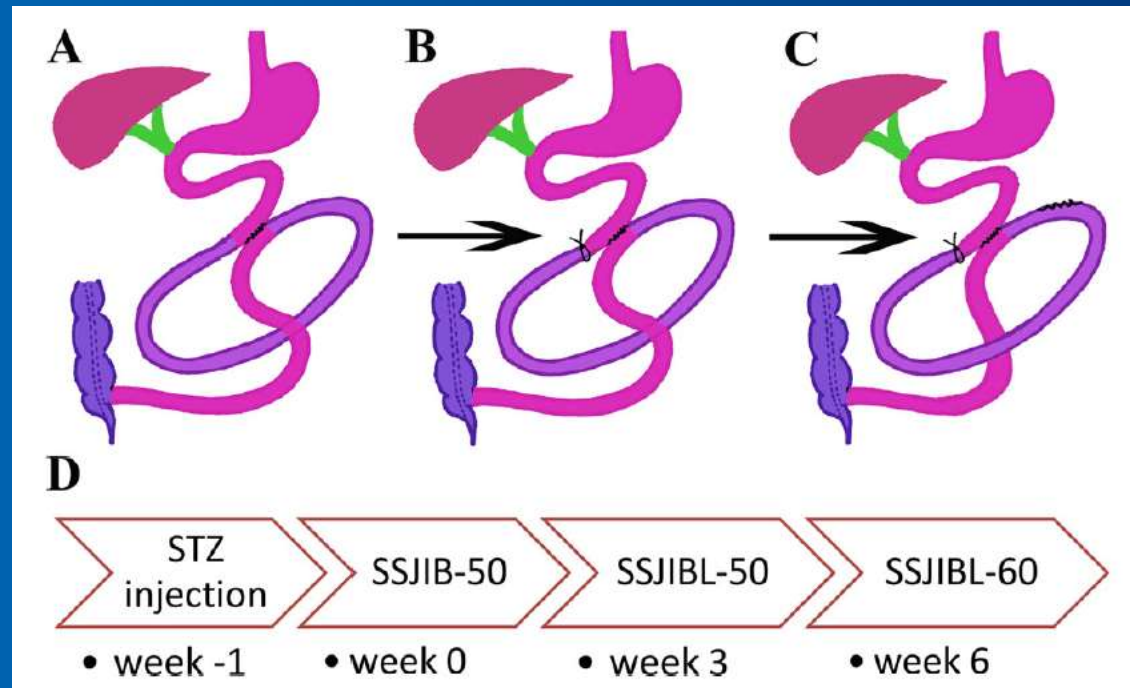 A
B
C
D
STZ
injection
SSJIB-50
SSJIBL-50
SSJIBL-60
• week -1
• week 0
• week 3
• week 6